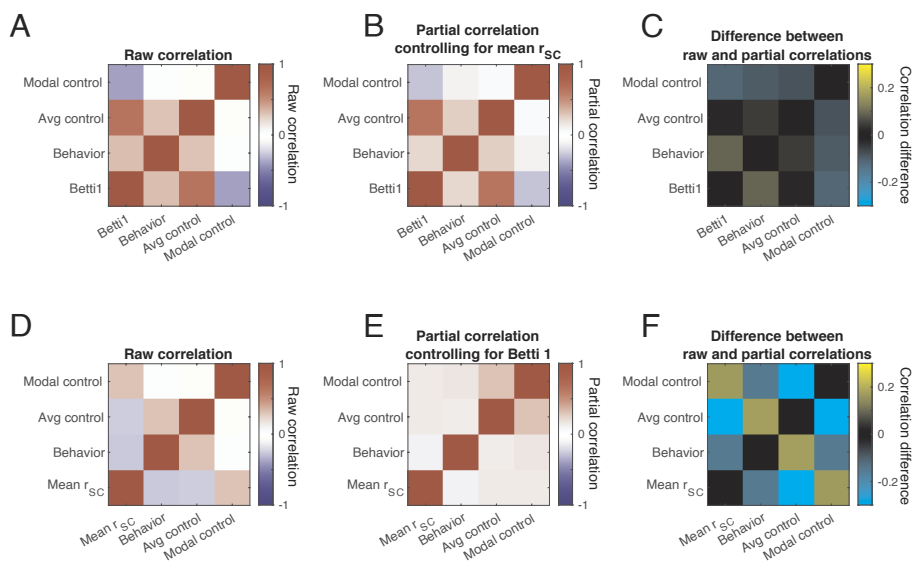 A
Raw correlation
Modal control
Avg control
Behavior
Betti1
Betti1
Behavior
Avg control
Modal control
1
0
-1
Raw correlation
B
Partial correlation
controlling for mean rSC
Modal control
Avg control
Behavior
Betti1
Betti1
Behavior
Avg control
Modal control
1
0
-1
Partial correlation
C
Difference between
raw and partial correlations
Modal control
Avg control
Behavior
Betti1
Betti1
Behavior
Avg control
Modal control
0.2
0
-0.2
Correlation difference
D
Raw correlation
Modal control
Avg control
Behavior
Mean rSC
Mean rSC
Behavior
Avg control
Modal control
1
0
-1
Raw correlation
E
Partial correlation
controlling for Betti 1
Modal control
Avg control
Behavior
Mean rSC
Mean rSC
Behavior
Avg control
Modal control
1
0
-1
Partial correlation
F
Difference between
raw and partial correlations
Modal control
Avg control
Behavior
Mean rSC
Mean rSC
Behavior
Avg control
Modal control
0.2
0
-0.2
Correlation difference